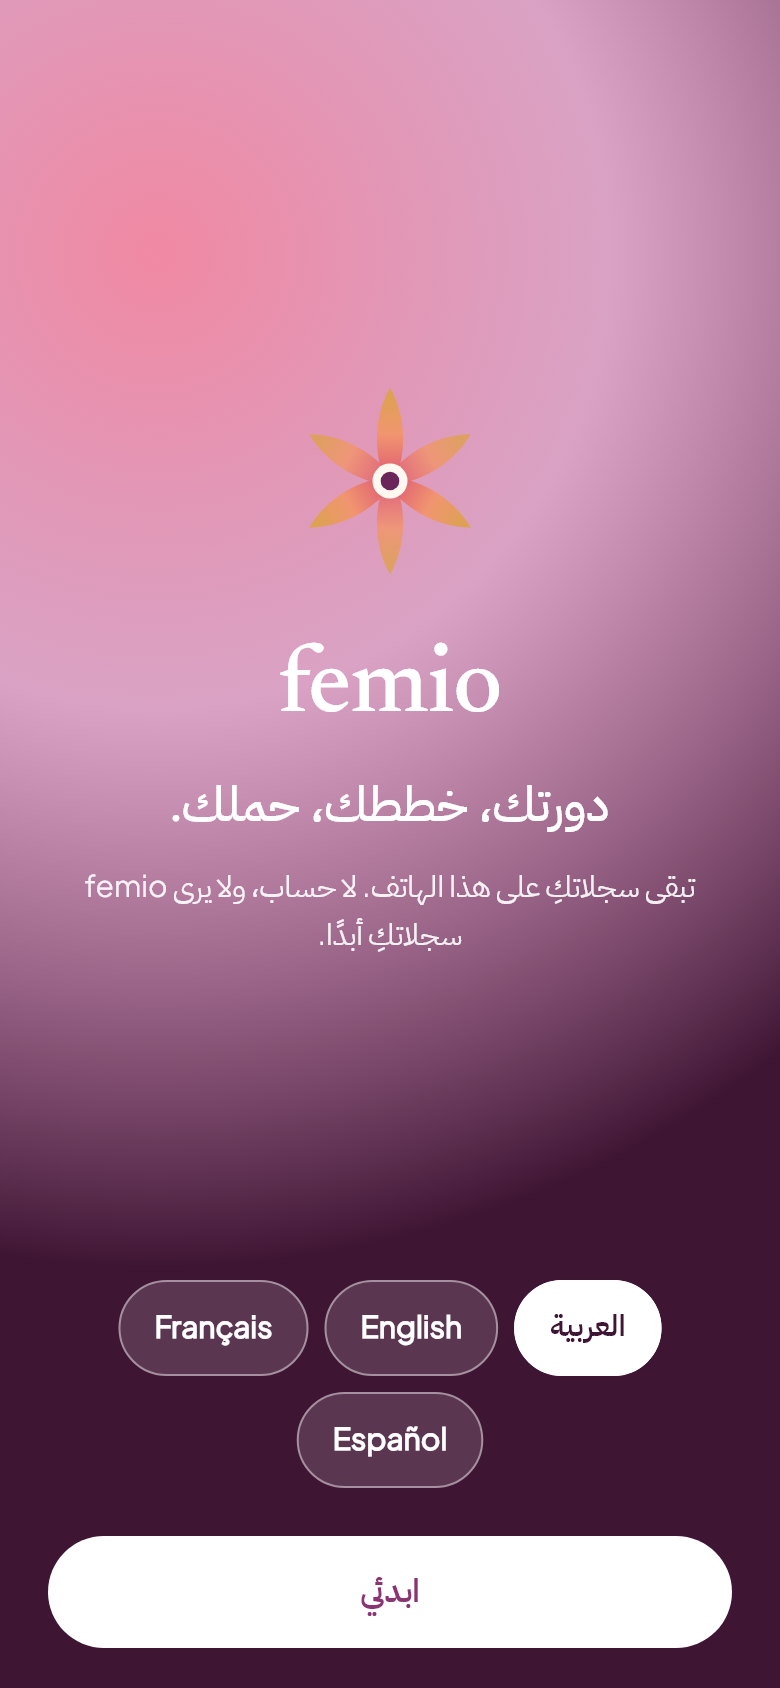 femio
دورتك، خططك، حملك.
تبقى سجلاتكِ على هذا الهاتف. لا حساب، ولا يرى femio
سجلاتكِ أبدًا.
العربية
English
Français
Español
ابدئي